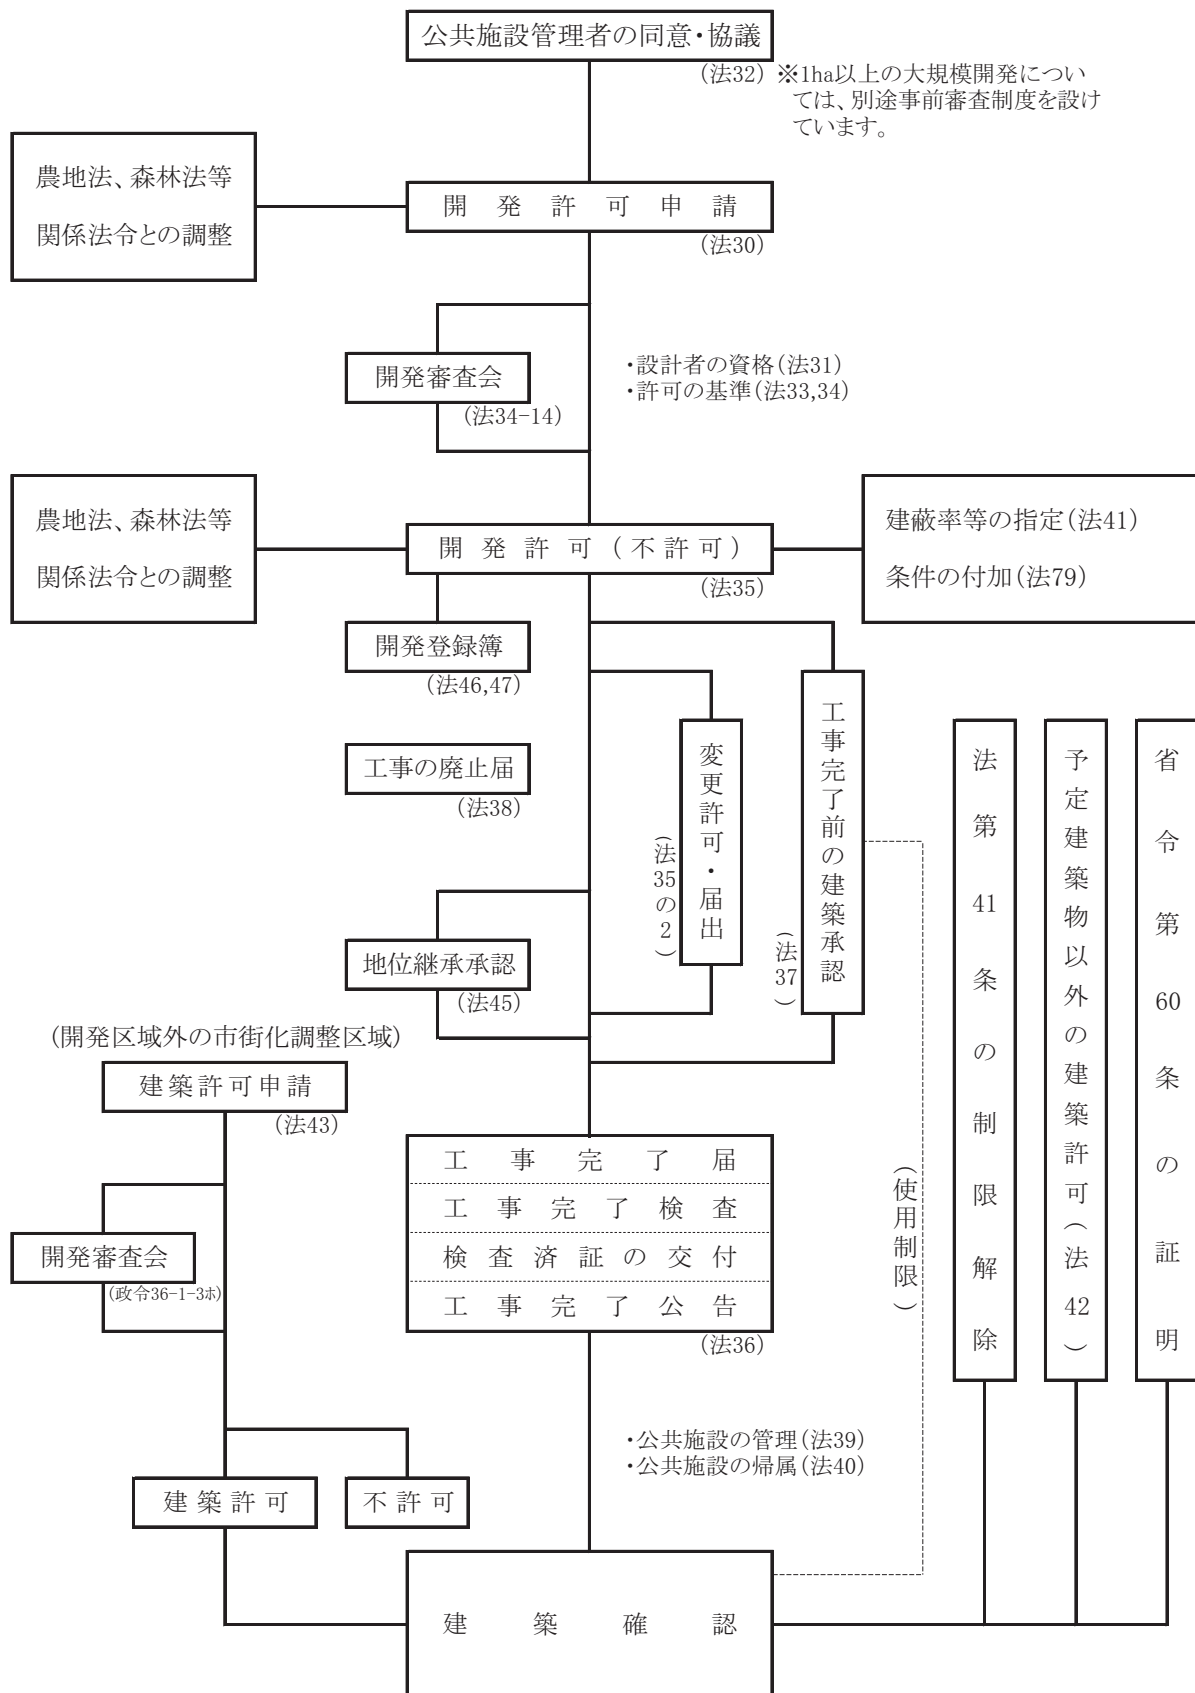 公共施設管理者の同意・協議
(法32)
※1ha以上の大規模開発につい
ては、別途事前審査制度を設け
ています。
農地法、森林法等
関係法令との調整
開発許可申請
(法30)
開発審査会
(法34-14)
・設計者の資格(法31)
・許可の基準(法33,34)
農地法、森林法等
関係法令との調整
開発許可(不許可)
(法35)
建蔽率等の指定(法41)
条件の付加(法79)
開発登録簿
(法46,47)
工事の廃止届
(法38)
変更許可・届出
(法35の2)
工事完了前の建築承認
(法37)
法第41条の制限解除
予定建築物以外の建築許可(法42)
省令第60条の証明
地位継承承認
(法45)
(開発区域外の市街化調整区域)
建築許可申請
(法43)
開発審査会
(政令36-1-3ホ)
工事完了届
工事完了検査
検査済証の交付
工事完了公告
(法36)
(使用制限)
・公共施設の管理(法39)
・公共施設の帰属(法40)
建築許可
不許可
建築確認